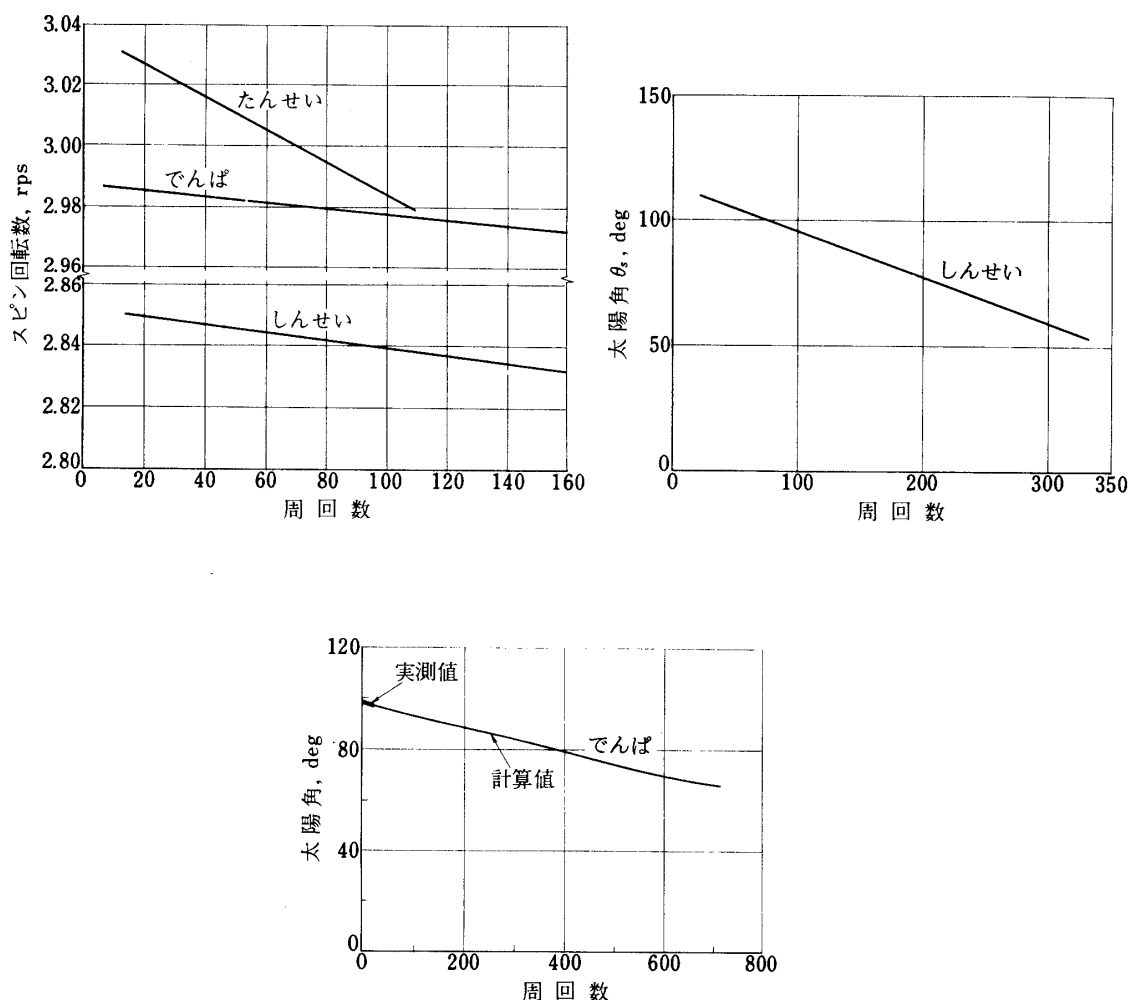 スピン回転数, rps
3.04
3.02
3.00
2.98
2.96
2.86
2.84
2.82
2.80
たんせい
でんぱ
しんせい
0 20 40 60 80 100 120 140 160
周回数
太陽角 θs, deg
150
100
50
0
しんせい
0 100 200 300 350
周回数
太陽角, deg
120
80
40
0
実測値
計算値
でんぱ
0 200 400 600 800
周回数